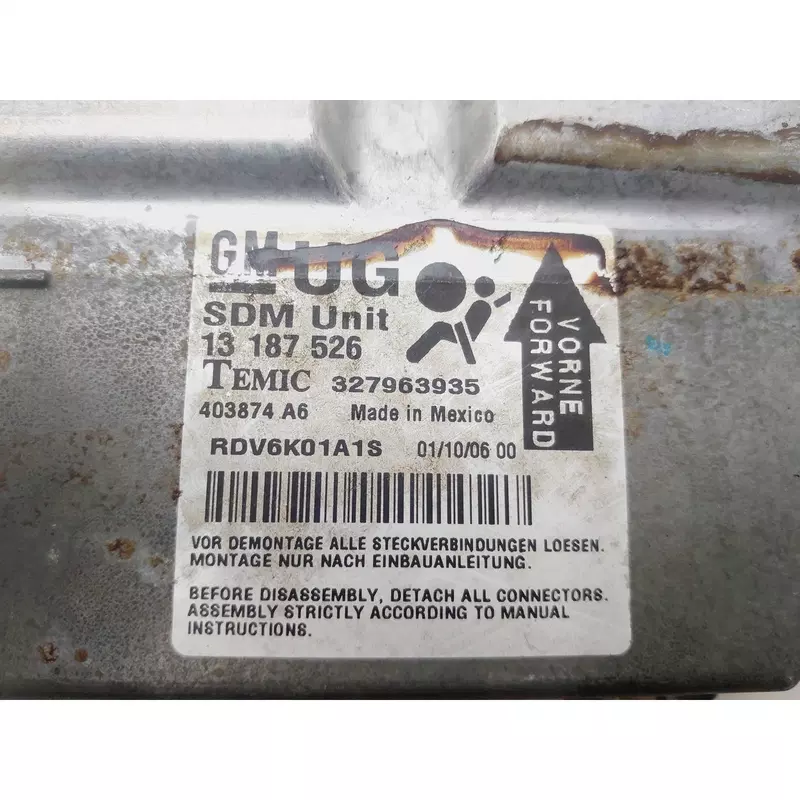 GM UG
SDM Unit
13 187 526
TEMIC 327963935
403874 A6 Made in Mexico
RDV6K01A1S 01/10/06 00
VORNE
FORWARD
VOR DEMONTAGE ALLE STECKVERBINDUNGEN LOESEN.
MONTAGE NUR NACH EINBAUANLEITUNG.
BEFORE DISASSEMBLY, DETACH ALL CONNECTORS.
ASSEMBLY STRICTLY ACCORDING TO MANUAL
INSTRUCTIONS.